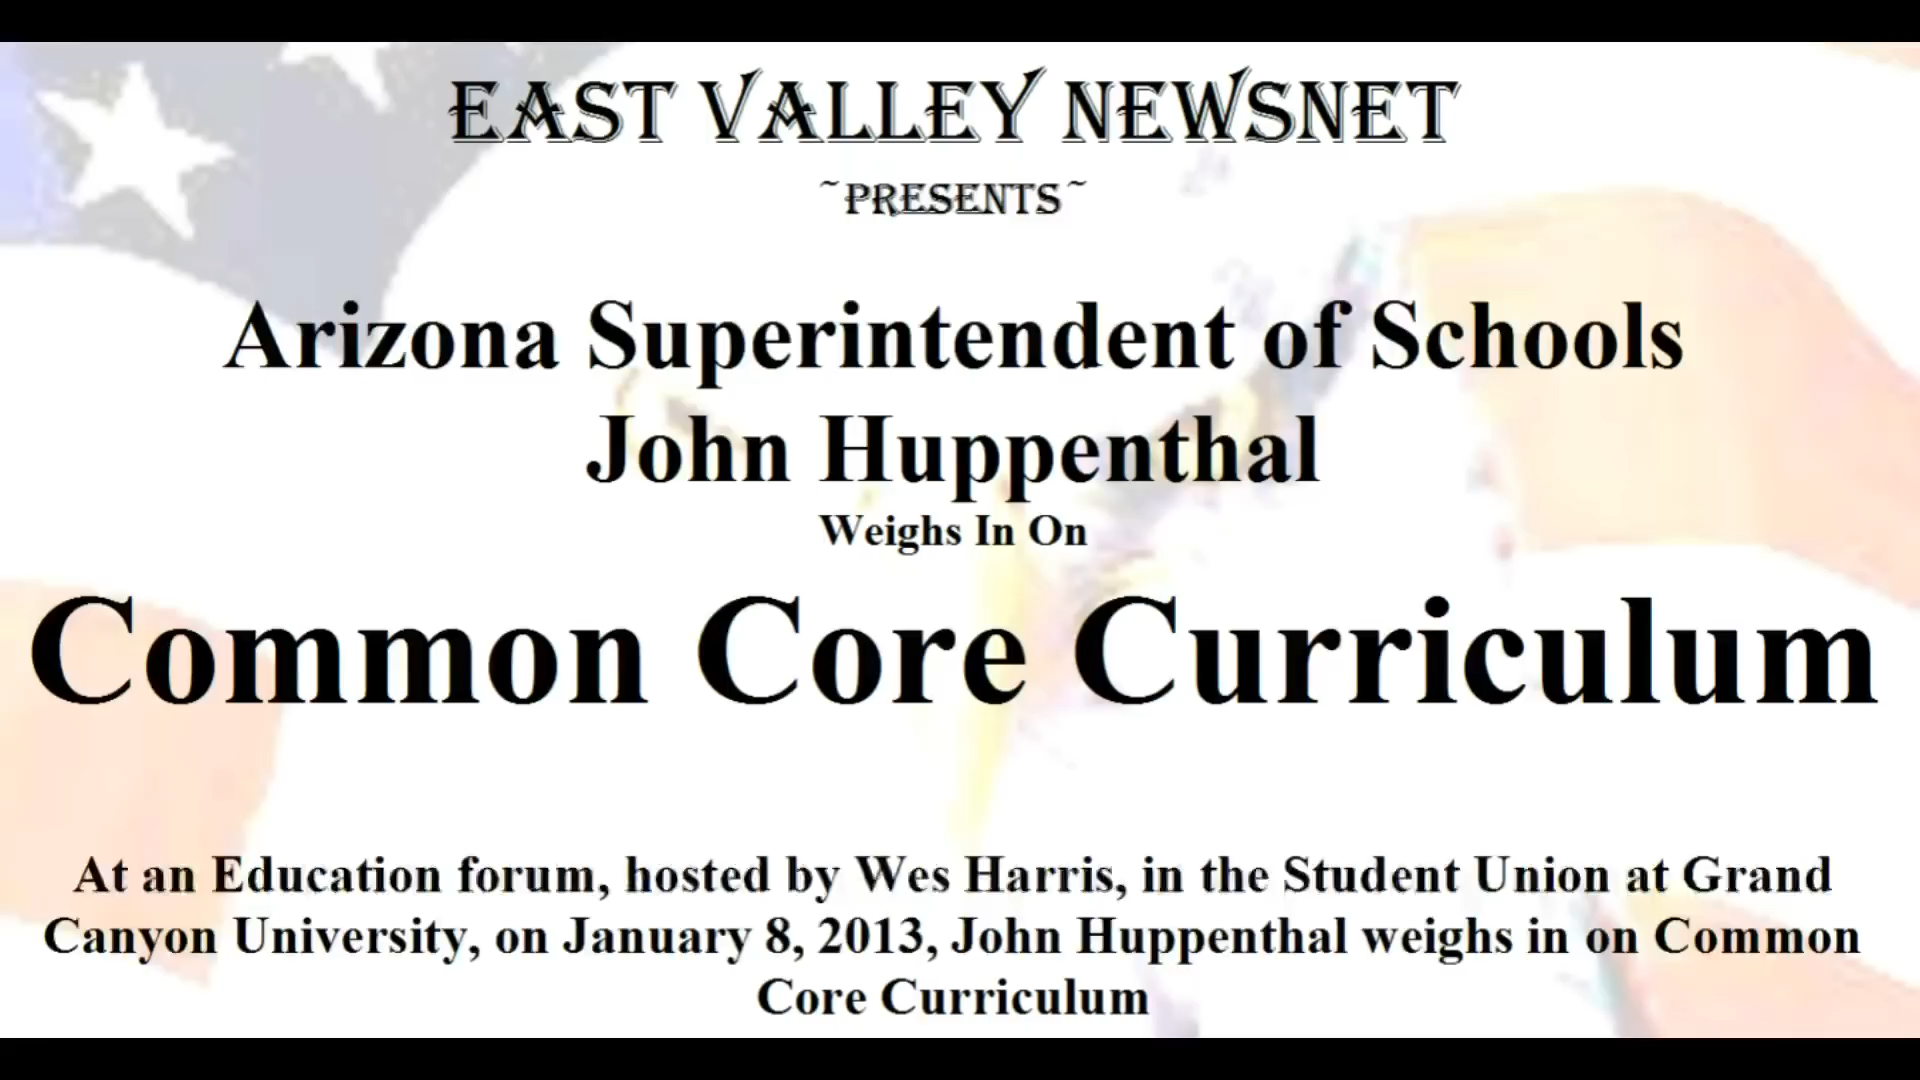 EAST VALLEY NEWSNET
~PRESENTS~
Arizona Superintendent of Schools
John Huppenthal
Weighs In On
Common Core Curriculum
At an Education forum, hosted by Wes Harris, in the Student Union at Grand
Canyon University, on January 8, 2013, John Huppenthal weighs in on Common
Core Curriculum